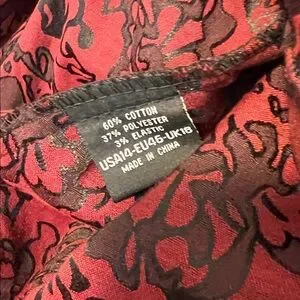 60% COTTON
37% POLYESTER
3% ELASTIC
USA14-EU46-UK18
MADE IN CHINA